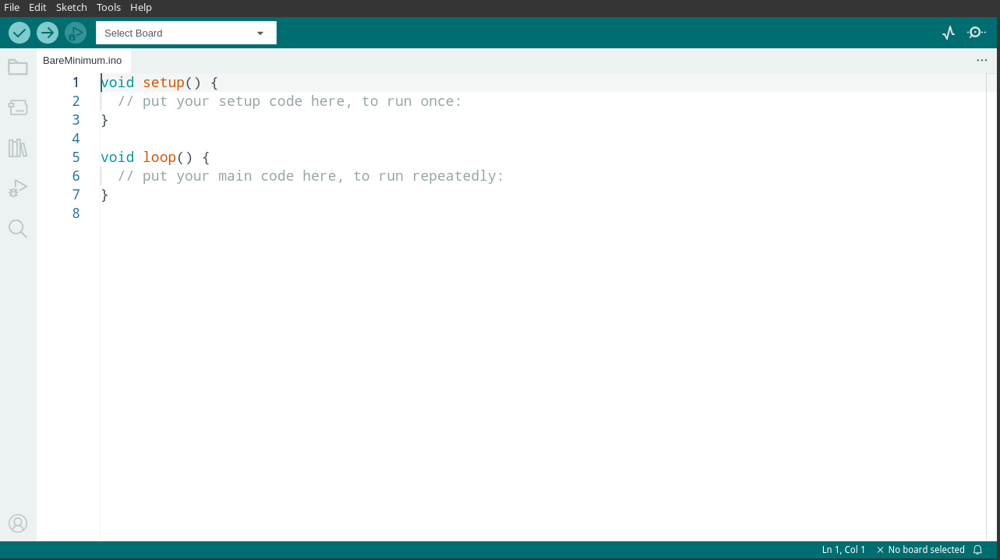 File Edit Sketch Tools Help
Select Board
BareMinimum.ino
1 void setup() {
2 // put your setup code here, to run once:
3 }
4
5 void loop() {
6 // put your main code here, to run repeatedly:
7 }
8
Ln 1, Col 1 × No board selected